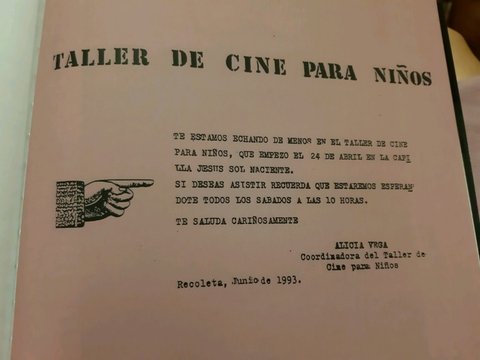 TALLER DE CINE PARA NIÑOS
TE ESTAMOS ECHANDO DE MENOS EN EL TALLER DE CINE
PARA NIÑOS, QUE EMPEZO EL 24 DE ABRIL EN LA CAPI
LLA JESUS SOL NACIENTE.
SI DESEAS ASISTIR RECUERDA QUE ESTAREMOS ESPERAN
DOTE TODOS LOS SABADOS A LAS 10 HORAS.
TE SALUDA CARIÑOSAMENTE
ALICIA VEGA
Coordinadora del Taller de
Cine para Niños
Recoleta, Junio de 1993.